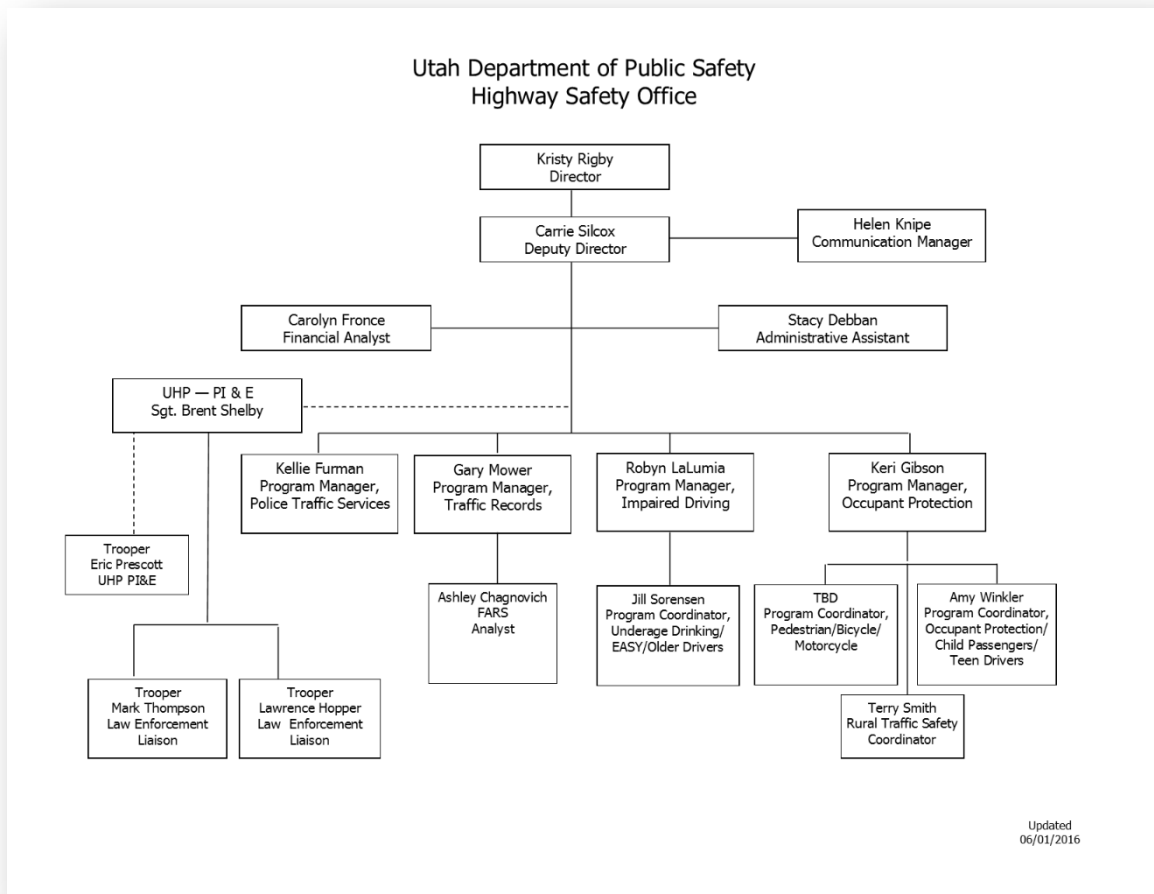 Utah Department of Public Safety
Highway Safety Office
Kristy Rigby
Director
Carrie Silcox
Deputy Director
Helen Knipe
Communication Manager
Carolyn Fronce
Financial Analyst
Stacy Debban
Administrative Assistant
UHP — PI & E
Sgt. Brent Shelby
Kellie Furman
Program Manager,
Police Traffic Services
Gary Mower
Program Manager,
Traffic Records
Robyn LaLumia
Program Manager,
Impaired Driving
Keri Gibson
Program Manager,
Occupant Protection
Trooper
Eric Prescott
UHP PI&E
Ashley Chagnovich
FARS
Analyst
Jill Sorensen
Program Coordinator,
Underage Drinking/
EASY/Older Drivers
TBD
Program Coordinator,
Pedestrian/Bicycle/
Motorcycle
Amy Winkler
Program Coordinator,
Occupant Protection/
Child Passengers/
Teen Drivers
Trooper
Mark Thompson
Law Enforcement
Liaison
Trooper
Lawrence Hopper
Law Enforcement
Liaison
Terry Smith
Rural Traffic Safety
Coordinator
Updated
06/01/2016